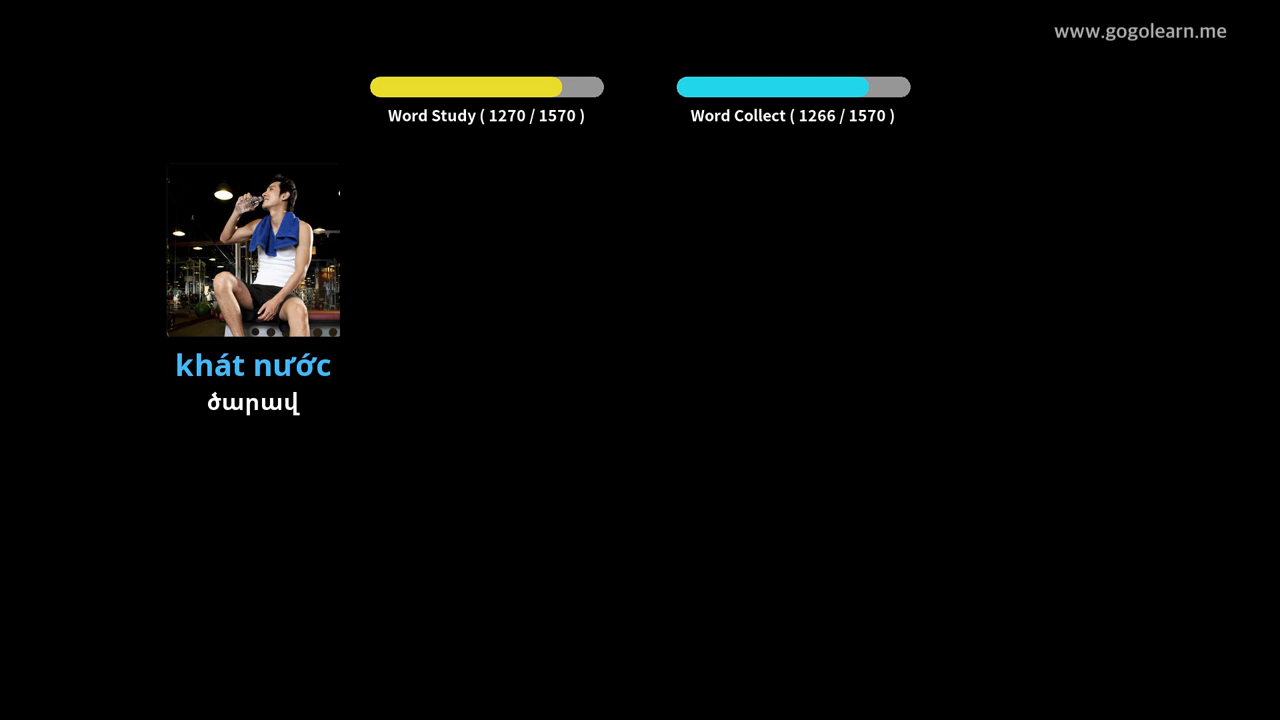 www.gogolearn.me
Word Study ( 1270 / 1570 )
Word Collect ( 1266 / 1570 )
khát nước
ծարավ